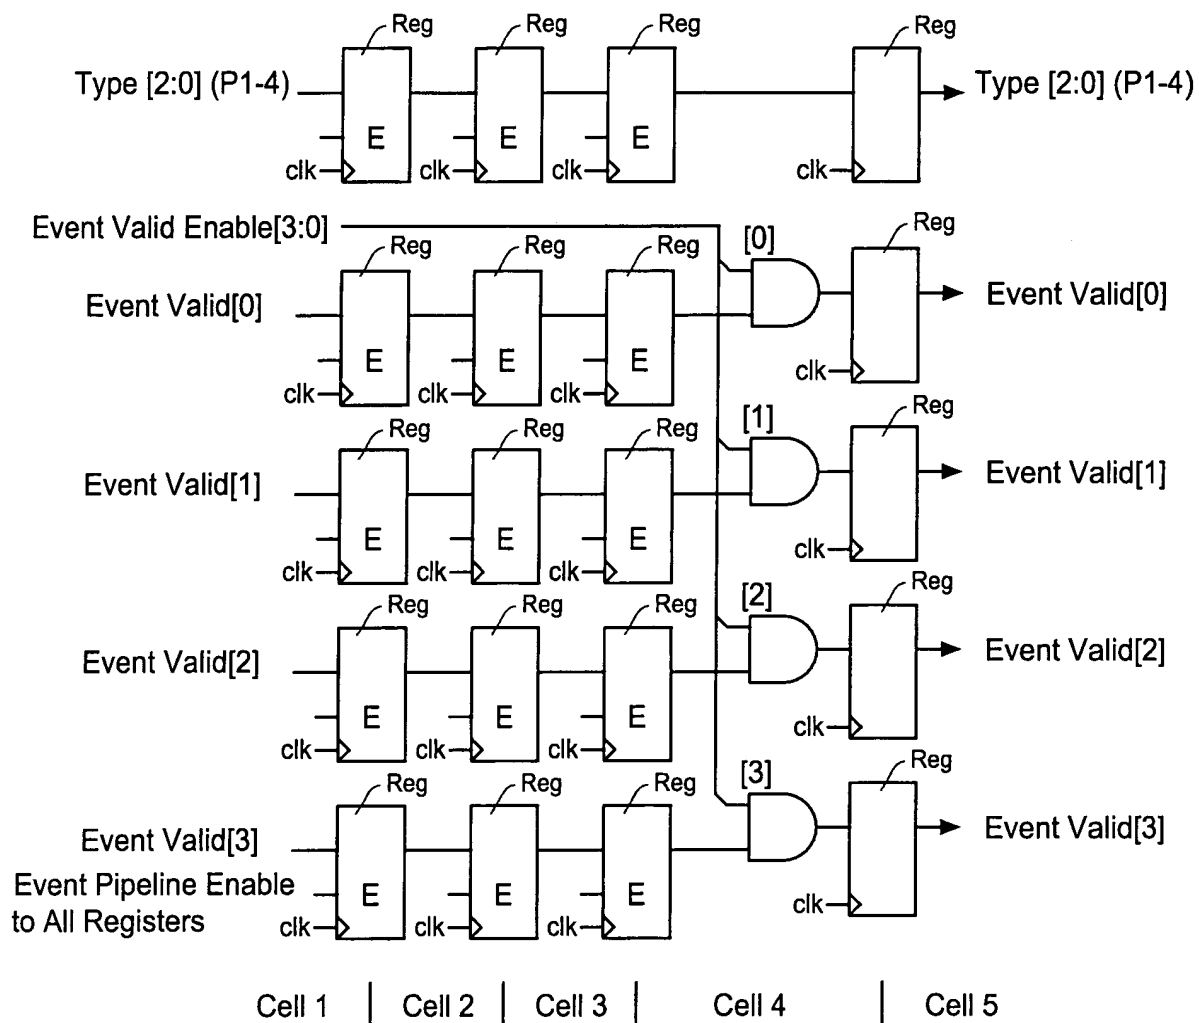 Reg Reg Reg Reg
Type [2:0] (P1-4) Type [2:0] (P1-4)
E E E
clk clk clk clk
Event Valid Enable[3:0]
Reg Reg Reg [0] Reg
Event Valid[0] Event Valid[0]
E E E
clk clk clk clk
Reg Reg Reg [1] Reg
Event Valid[1] Event Valid[1]
E E E
clk clk clk clk
Reg Reg Reg [2] Reg
Event Valid[2] Event Valid[2]
E E E
clk clk clk clk
Reg Reg Reg [3] Reg
Event Valid[3] Event Valid[3]
Event Pipeline Enable
to All Registers
E E E
clk clk clk clk
Cell 1 Cell 2 Cell 3 Cell 4 Cell 5